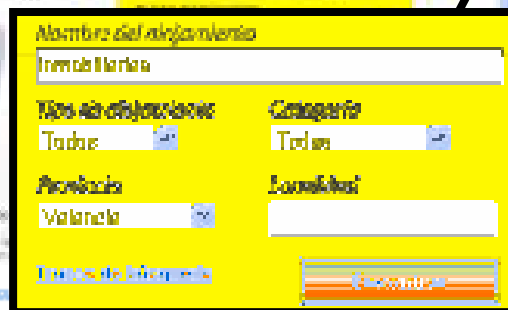 Nombre del alojamiento
Inmobiliarias
Tipo de alojamiento Categoría
Todos Todas
Provincia Localidad
Valencia